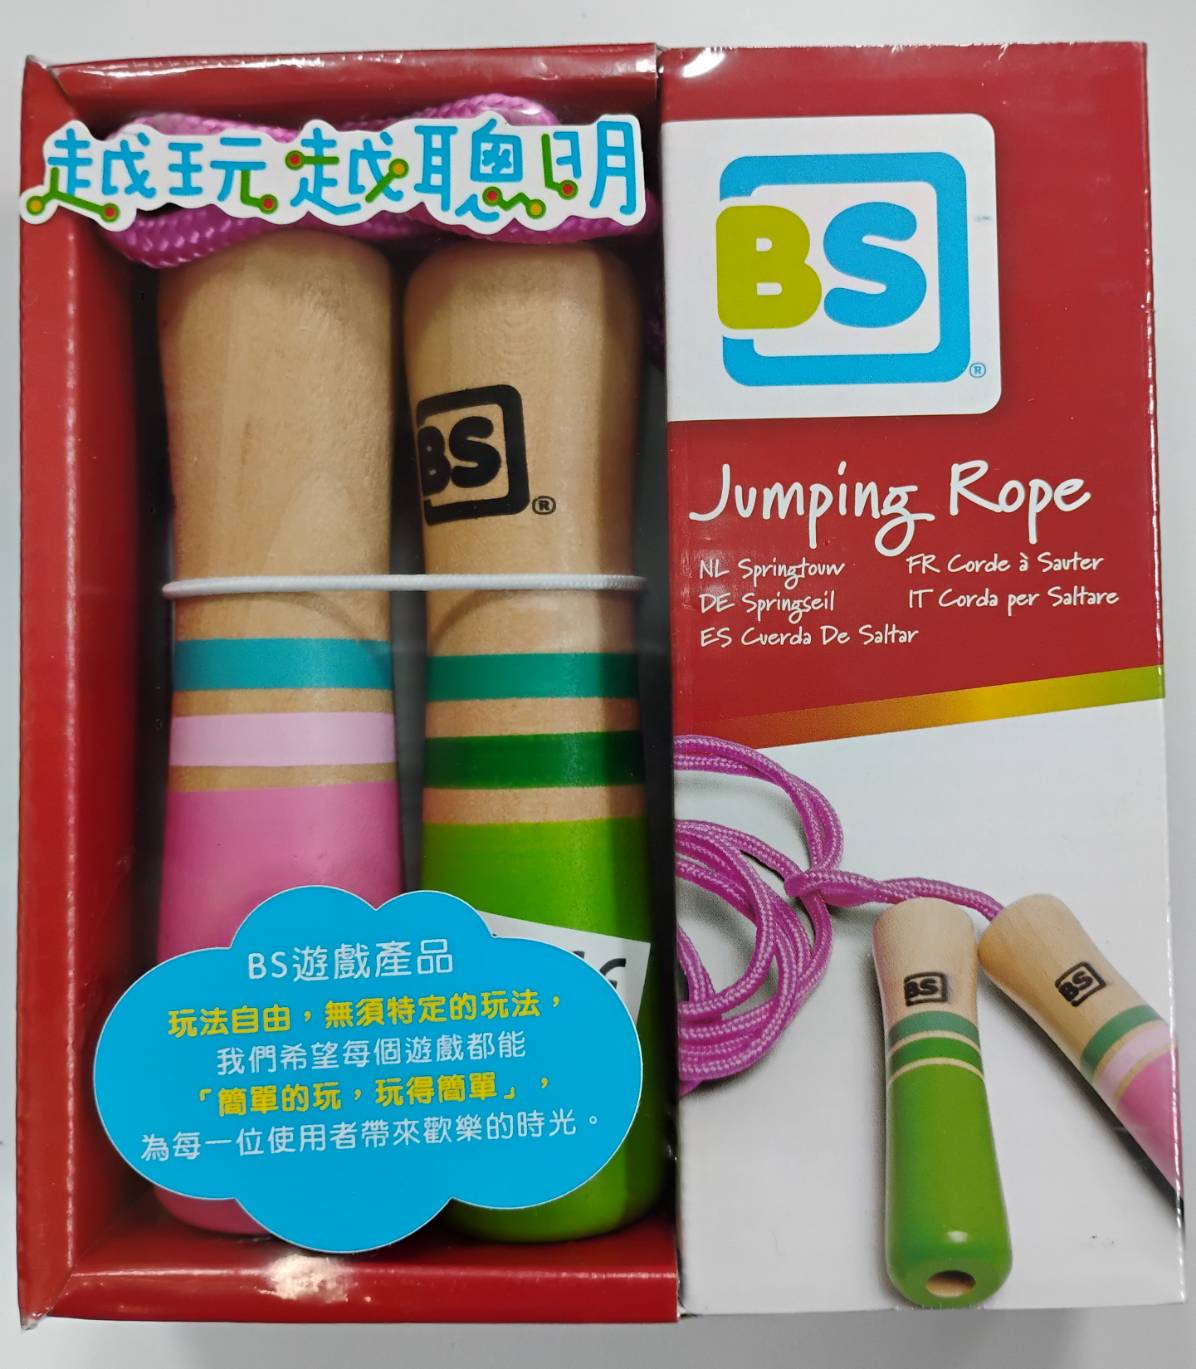 越玩越聰明
BS
®
BS
®
Jumping Rope
NL Springtouw
FR Corde à Sauter
DE Springseil
IT Corda per Saltare
ES Cuerda De Saltar
BS遊戲產品
玩法自由，無須特定的玩法，
我們希望每個遊戲都能
「簡單的玩，玩得簡單」，
為每一位使用者帶來歡樂的時光。
BS
BS